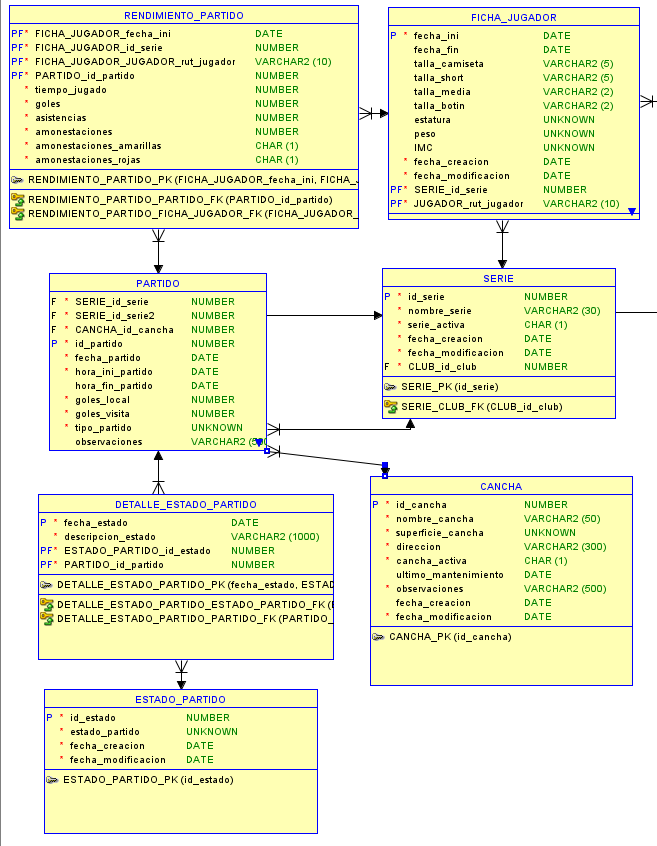 RENDIMIENTO_PARTIDO
PF* FICHA_JUGADOR_fecha_ini DATE
PF* FICHA_JUGADOR_id_serie NUMBER
PF* FICHA_JUGADOR_JUGADOR_rut_jugador VARCHAR2 (10)
PF* PARTIDO_id_partido NUMBER
* tiempo_jugado NUMBER
* goles NUMBER
* asistencias NUMBER
* amonestaciones NUMBER
* amonestaciones_amarillas CHAR (1)
* amonestaciones_rojas CHAR (1)
RENDIMIENTO_PARTIDO_PK (FICHA_JUGADOR_fecha_ini, FICHA_
RENDIMIENTO_PARTIDO_PARTIDO_FK (PARTIDO_id_partido)
RENDIMIENTO_PARTIDO_FICHA_JUGADOR_FK (FICHA_JUGADOR_
FICHA_JUGADOR
P * fecha_ini DATE
fecha_fin DATE
talla_camiseta VARCHAR2 (5)
talla_short VARCHAR2 (5)
talla_media VARCHAR2 (2)
talla_botin VARCHAR2 (2)
estatura UNKNOWN
peso UNKNOWN
IMC UNKNOWN
* fecha_creacion DATE
* fecha_modificacion DATE
PF* SERIE_id_serie NUMBER
PF* JUGADOR_rut_jugador VARCHAR2 (10)
PARTIDO
F * SERIE_id_serie NUMBER
F * SERIE_id_serie2 NUMBER
F * CANCHA_id_cancha NUMBER
P * id_partido NUMBER
* fecha_partido DATE
* hora_ini_partido DATE
hora_fin_partido DATE
* goles_local NUMBER
* goles_visita NUMBER
* tipo_partido UNKNOWN
observaciones VARCHAR2 (500
SERIE
P * id_serie NUMBER
* nombre_serie VARCHAR2 (30)
* serie_activa CHAR (1)
* fecha_creacion DATE
* fecha_modificacion DATE
F * CLUB_id_club NUMBER
SERIE_PK (id_serie)
SERIE_CLUB_FK (CLUB_id_club)
DETALLE_ESTADO_PARTIDO
P * fecha_estado DATE
* descripcion_estado VARCHAR2 (1000)
PF* ESTADO_PARTIDO_id_estado NUMBER
PF* PARTIDO_id_partido NUMBER
DETALLE_ESTADO_PARTIDO_PK (fecha_estado, ESTAD
DETALLE_ESTADO_PARTIDO_ESTADO_PARTIDO_FK (
DETALLE_ESTADO_PARTIDO_PARTIDO_FK (PARTIDO_
CANCHA
P * id_cancha NUMBER
* nombre_cancha VARCHAR2 (50)
* superficie_cancha UNKNOWN
* direccion VARCHAR2 (300)
* cancha_activa CHAR (1)
ultimo_mantenimiento DATE
* observaciones VARCHAR2 (500)
fecha_creacion DATE
* fecha_modificacion DATE
CANCHA_PK (id_cancha)
ESTADO_PARTIDO
P * id_estado NUMBER
* estado_partido UNKNOWN
* fecha_creacion DATE
* fecha_modificacion DATE
ESTADO_PARTIDO_PK (id_estado)